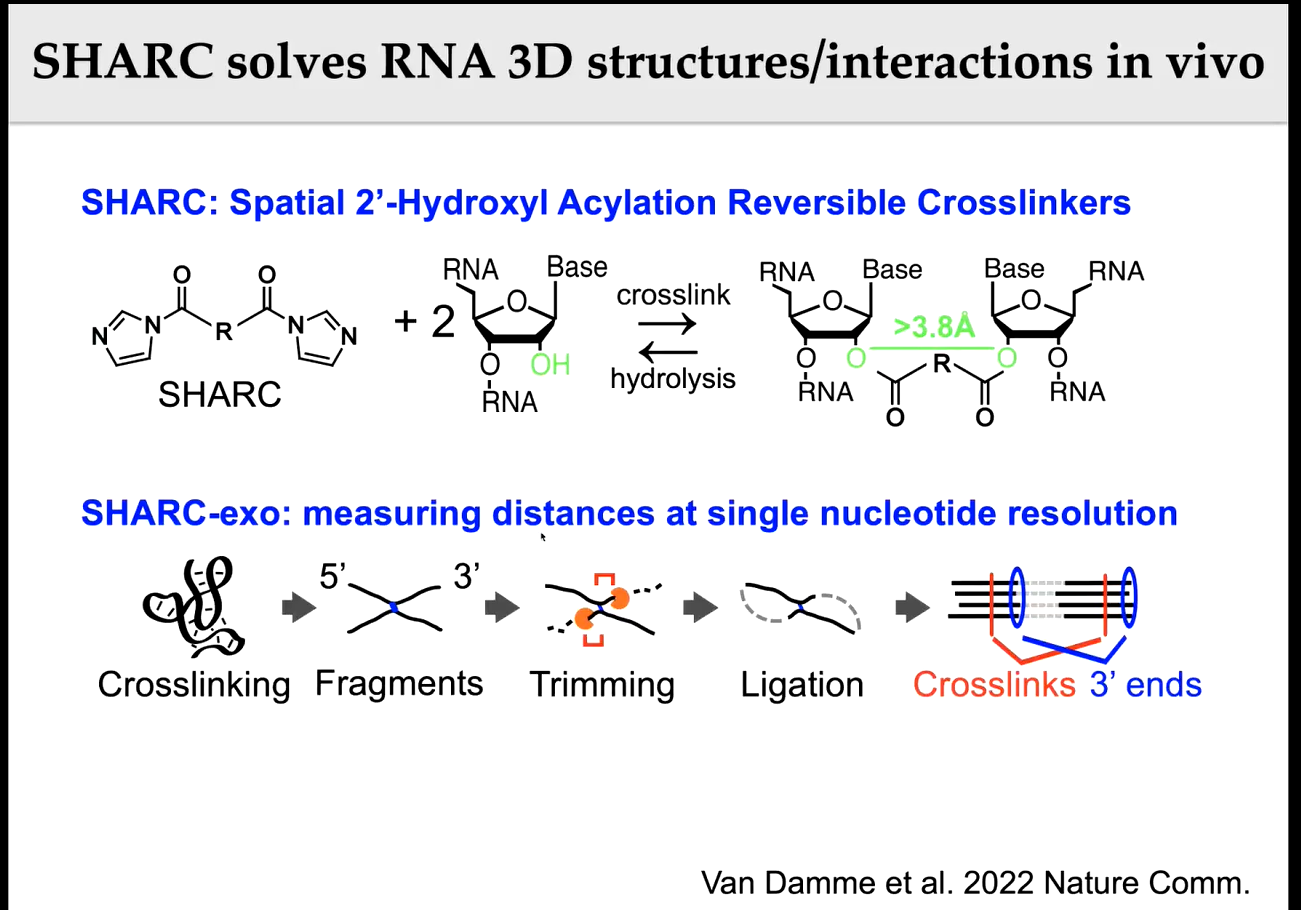 SHARC solves RNA 3D structures/interactions in vivo
SHARC: Spatial 2’-Hydroxyl Acylation Reversible Crosslinkers
O O
N N R N N
SHARC
+ 2
RNA Base
O
O OH
RNA
crosslink
hydrolysis
RNA Base Base RNA
O O
>3.8Å
O O R O O
RNA RNA
O O
SHARC-exo: measuring distances at single nucleotide resolution
5’ 3’
Crosslinking Fragments Trimming Ligation Crosslinks 3’ ends
Van Damme et al. 2022 Nature Comm.